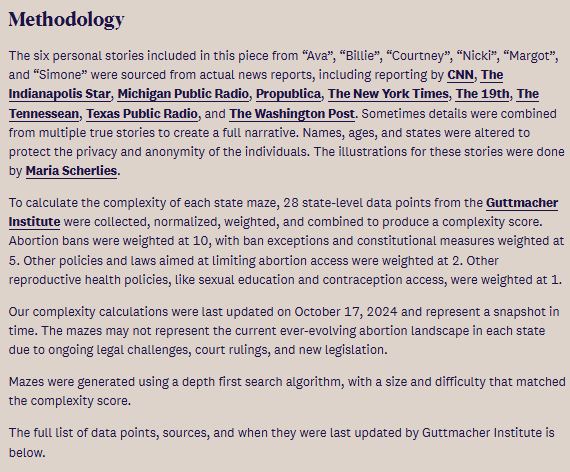 Methodology
The six personal stories included in this piece from “Ava”, “Billie”, “Courtney”, “Nicki”, “Margot”,
and “Simone” were sourced from actual news reports, including reporting by CNN, The
Indianapolis Star, Michigan Public Radio, Propublica, The New York Times, The 19th, The
Tennessean, Texas Public Radio, and The Washington Post. Sometimes details were combined
from multiple true stories to create a full narrative. Names, ages, and states were altered to
protect the privacy and anonymity of the individuals. The illustrations for these stories were done
by Maria Scherlies.
To calculate the complexity of each state maze, 28 state-level data points from the Guttmacher
Institute were collected, normalized, weighted, and combined to produce a complexity score.
Abortion bans were weighted at 10, with ban exceptions and constitutional measures weighted at
5. Other policies and laws aimed at limiting abortion access were weighted at 2. Other
reproductive health policies, like sexual education and contraception access, were weighted at 1.
Our complexity calculations were last updated on October 17, 2024 and represent a snapshot in
time. The mazes may not represent the current ever-evolving abortion landscape in each state
due to ongoing legal challenges, court rulings, and new legislation.
Mazes were generated using a depth first search algorithm, with a size and difficulty that matched
the complexity score.
The full list of data points, sources, and when they were last updated by Guttmacher Institute is
below.